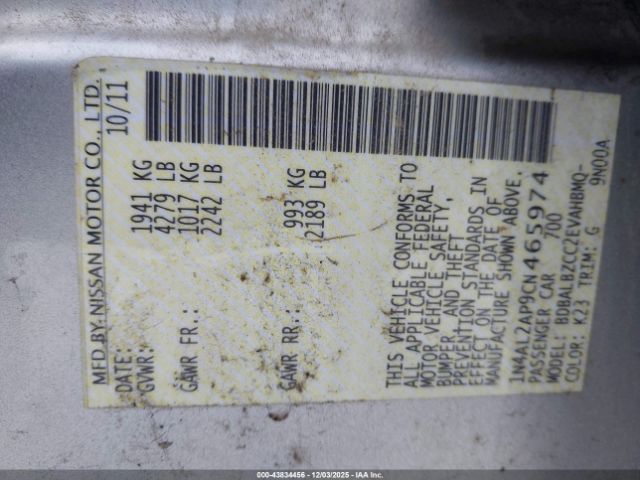 MFD BY NISSAN MOTOR CO., LTD.
DATE: 10/11
GVWR: 1941 KG
4279 LB
GAWR FR.: 1017 KG
2242 LB
GAWR RR.: 993 KG
2189 LB
THIS VEHICLE CONFORMS TO
ALL APPLICABLE FEDERAL
MOTOR VEHICLE SAFETY,
BUMPER AND THEFT
PREVENTION STANDARDS IN
EFFECT ON THE DATE OF
MANUFACTURE SHOWN ABOVE.
1N4AL2AP9CN465974
PASSENGER CAR 700
MODEL: BDBALBZCC2EVAHBMQ-
COLOR: K23 TRIM: G 9N00A
© 00-43834456 - 12/03/2025 - IAAI.COM